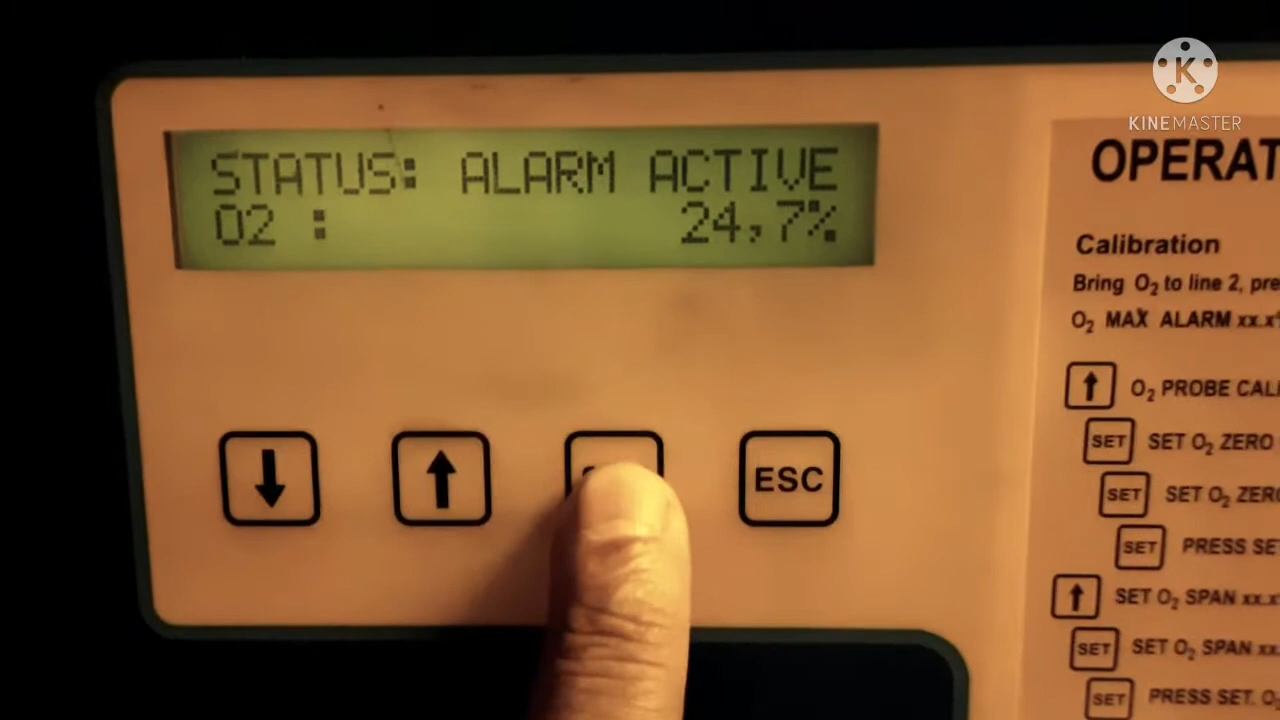 STATUS: ALARM ACTIVE
O2 : 24,7%
ESC
K
KINEMASTER
OPERAT
Calibration
Bring O₂ to line 2, pre
O₂ MAX ALARM xx.x
O₂ PROBE CAL
SET SET O₂ ZERO
SET SET O₂ ZER
SET PRESS SE
SET O₂ SPAN xx.x
SET SET O₂ SPAN xx.
SET PRESS SET. O